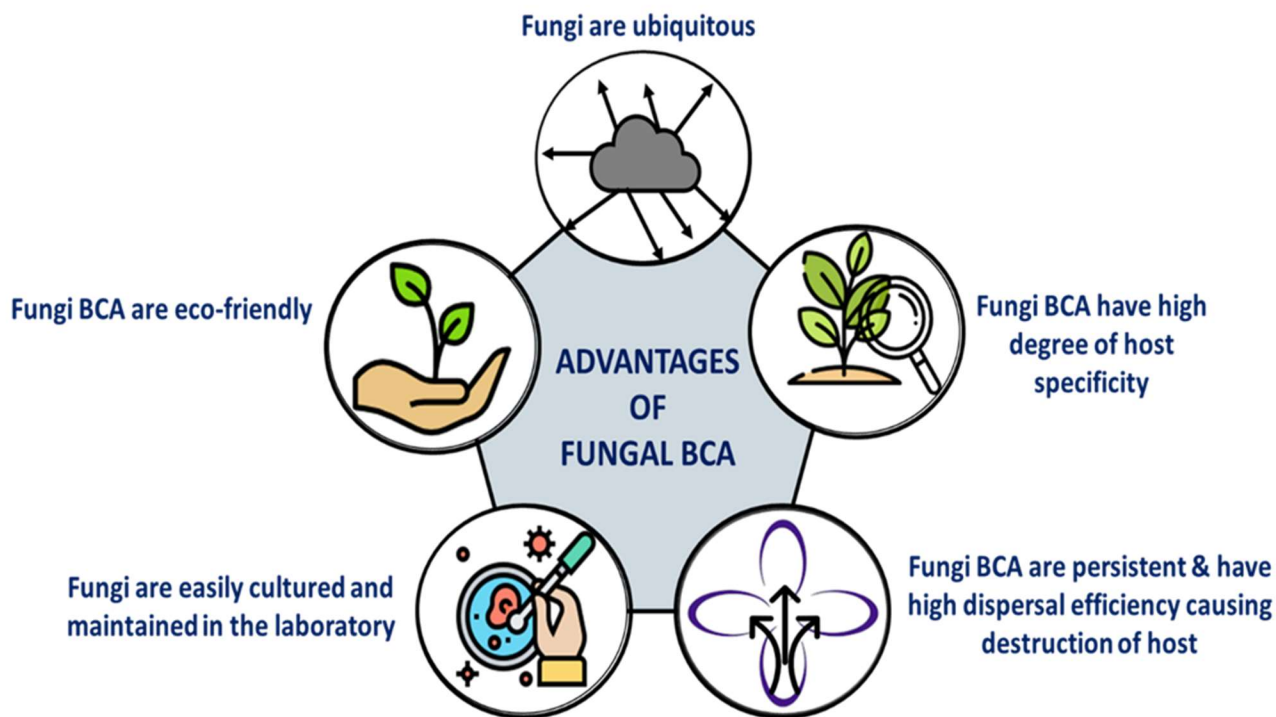 Fungi are ubiquitous
Fungi BCA are eco-friendly
Fungi BCA have high
degree of host
specificity
ADVANTAGES
OF
FUNGAL BCA
Fungi are easily cultured and
maintained in the laboratory
Fungi BCA are persistent & have
high dispersal efficiency causing
destruction of host